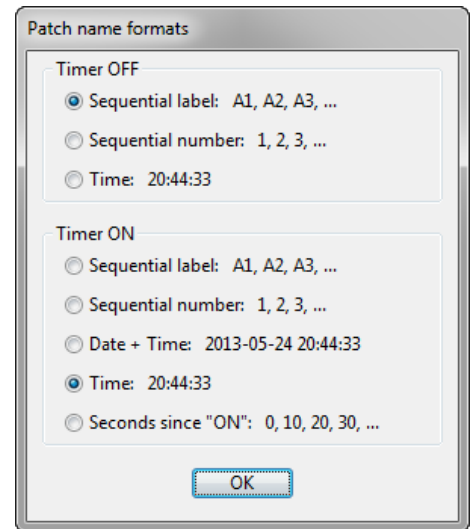 Patch name formats
Timer OFF
Sequential label: A1, A2, A3, ...
Sequential number: 1, 2, 3, ...
Time: 20:44:33
Timer ON
Sequential label: A1, A2, A3, ...
Sequential number: 1, 2, 3, ...
Date + Time: 2013-05-24 20:44:33
Time: 20:44:33
Seconds since "ON": 0, 10, 20, 30, ...
OK